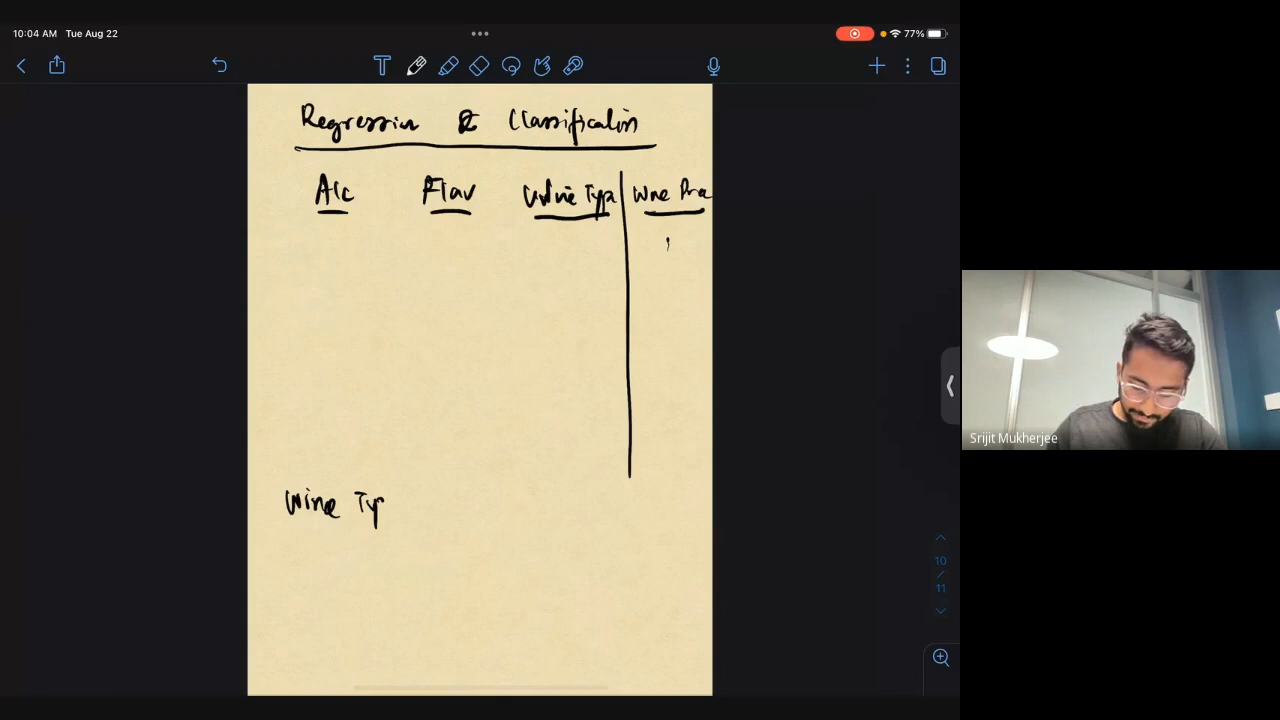 10:04 AM Tue Aug 22
77%
Regression & Classification
Alc Flav Wine Type Wine
Wine Typ
10
/
11
Srijit Mukherjee